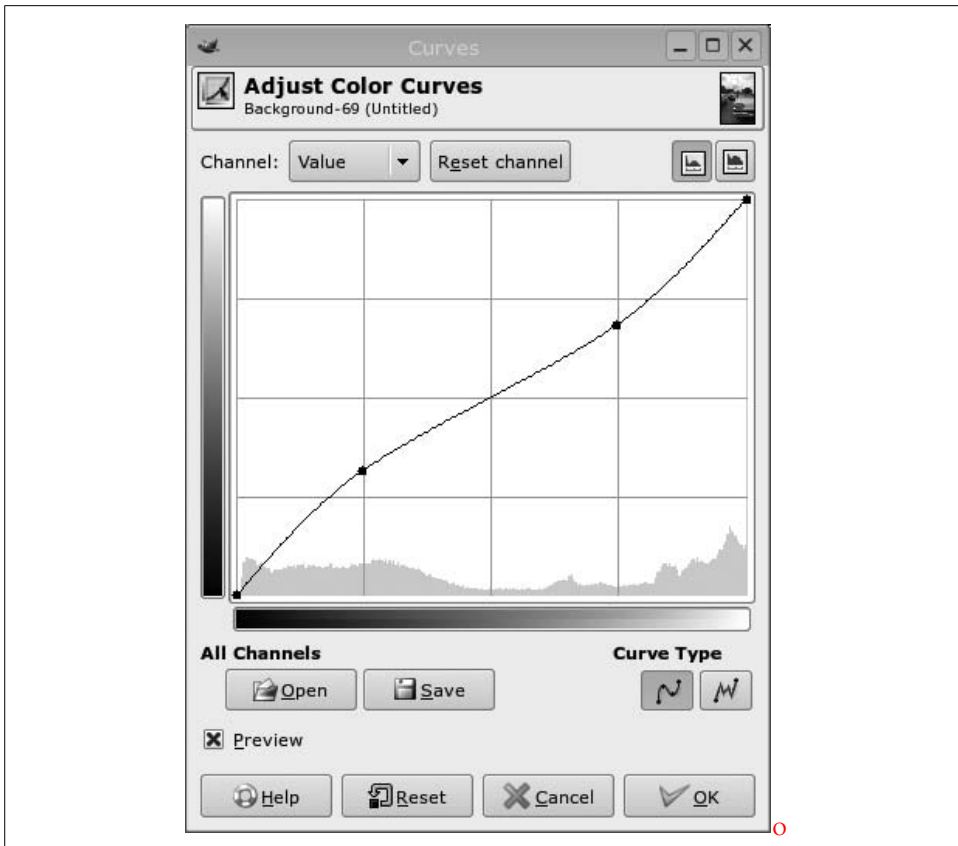 Curves
Adjust Color Curves
Background-69 (Untitled)
Channel: Value Reset channel
All Channels Curve Type
Open Save
Preview
Help Reset Cancel OK
O